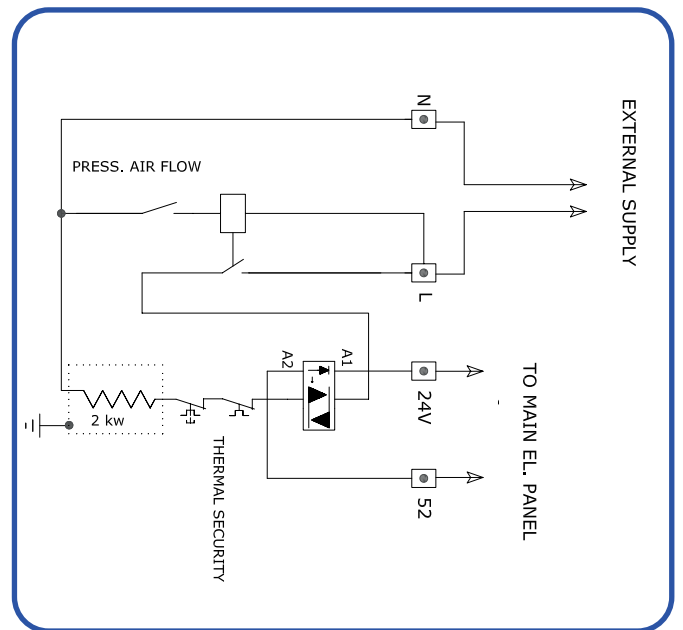 EXTERNAL SUPPLY
N
PRESS. AIR FLOW
L
TO MAIN EL. PANEL
A2
A1
24V
2 kw
THERMAL SECURITY
52